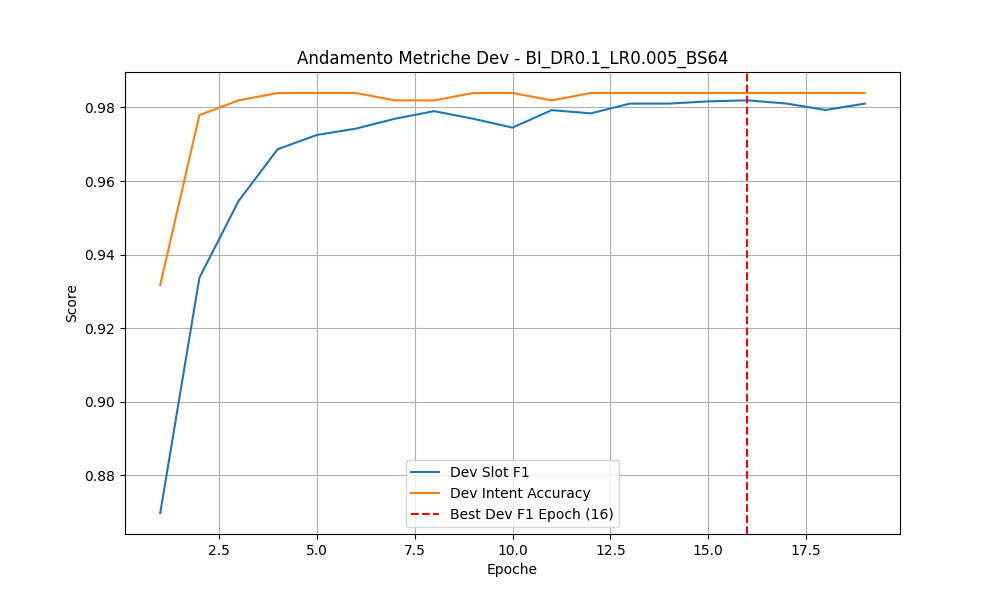 Andamento Metriche Dev - BI_DR0.1_LR0.005_BS64
Score
0.98
0.96
0.94
0.92
0.90
0.88
Dev Slot F1
Dev Intent Accuracy
Best Dev F1 Epoch (16)
2.5 5.0 7.5 10.0 12.5 15.0 17.5
Epoche